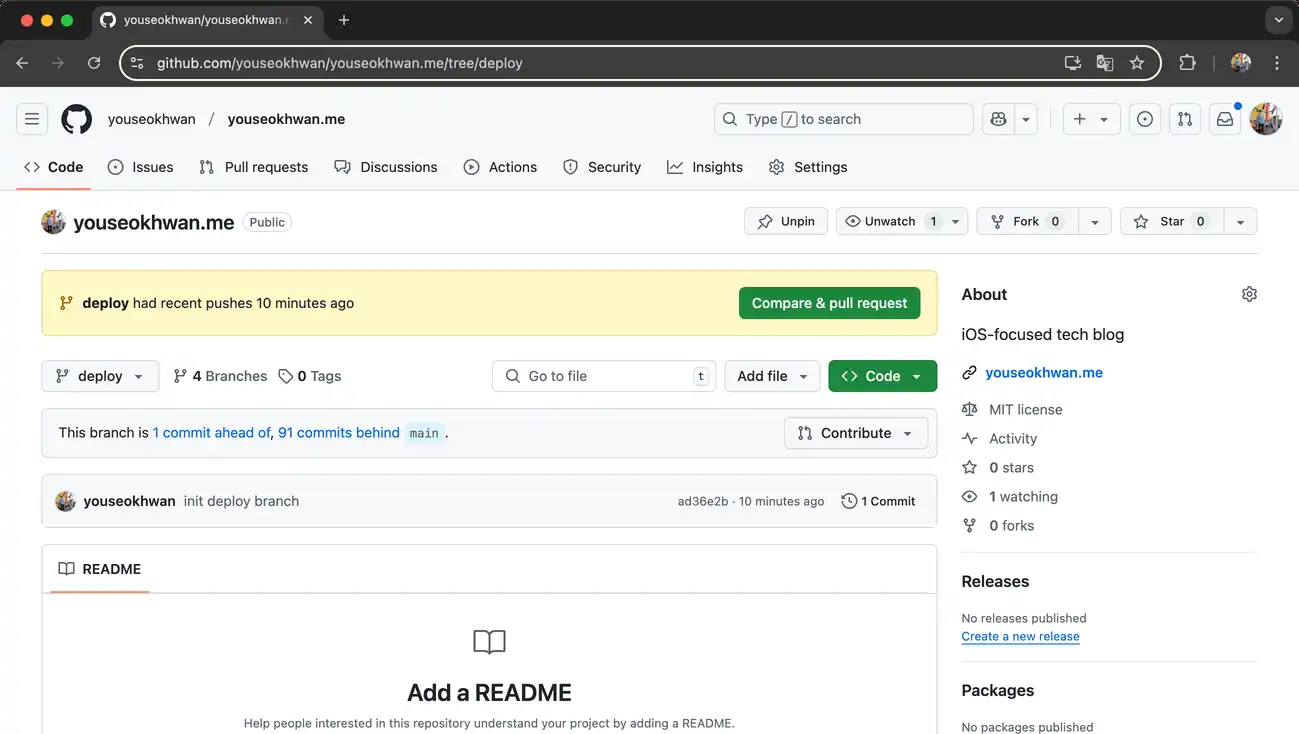 youseokhwan/youseokhwan.
github.com/youseokhwan/youseokhwan.me/tree/deploy
youseokhwan / youseokhwan.me
Type / to search
Code Issues Pull requests Discussions Actions Security Insights Settings
youseokhwan.me Public
Unpin Unwatch 1 Fork 0 Star 0
deploy had recent pushes 10 minutes ago
Compare & pull request
deploy 4 Branches 0 Tags
Go to file t
Add file
Code
This branch is 1 commit ahead of, 91 commits behind main .
Contribute
youseokhwan init deploy branch
ad36e2b · 10 minutes ago
1 Commit
README
Add a README
Help people interested in this repository understand your project by adding a README.
About
iOS-focused tech blog
youseokhwan.me
MIT license
Activity
0 stars
1 watching
0 forks
Releases
No releases published
Create a new release
Packages
No packages published